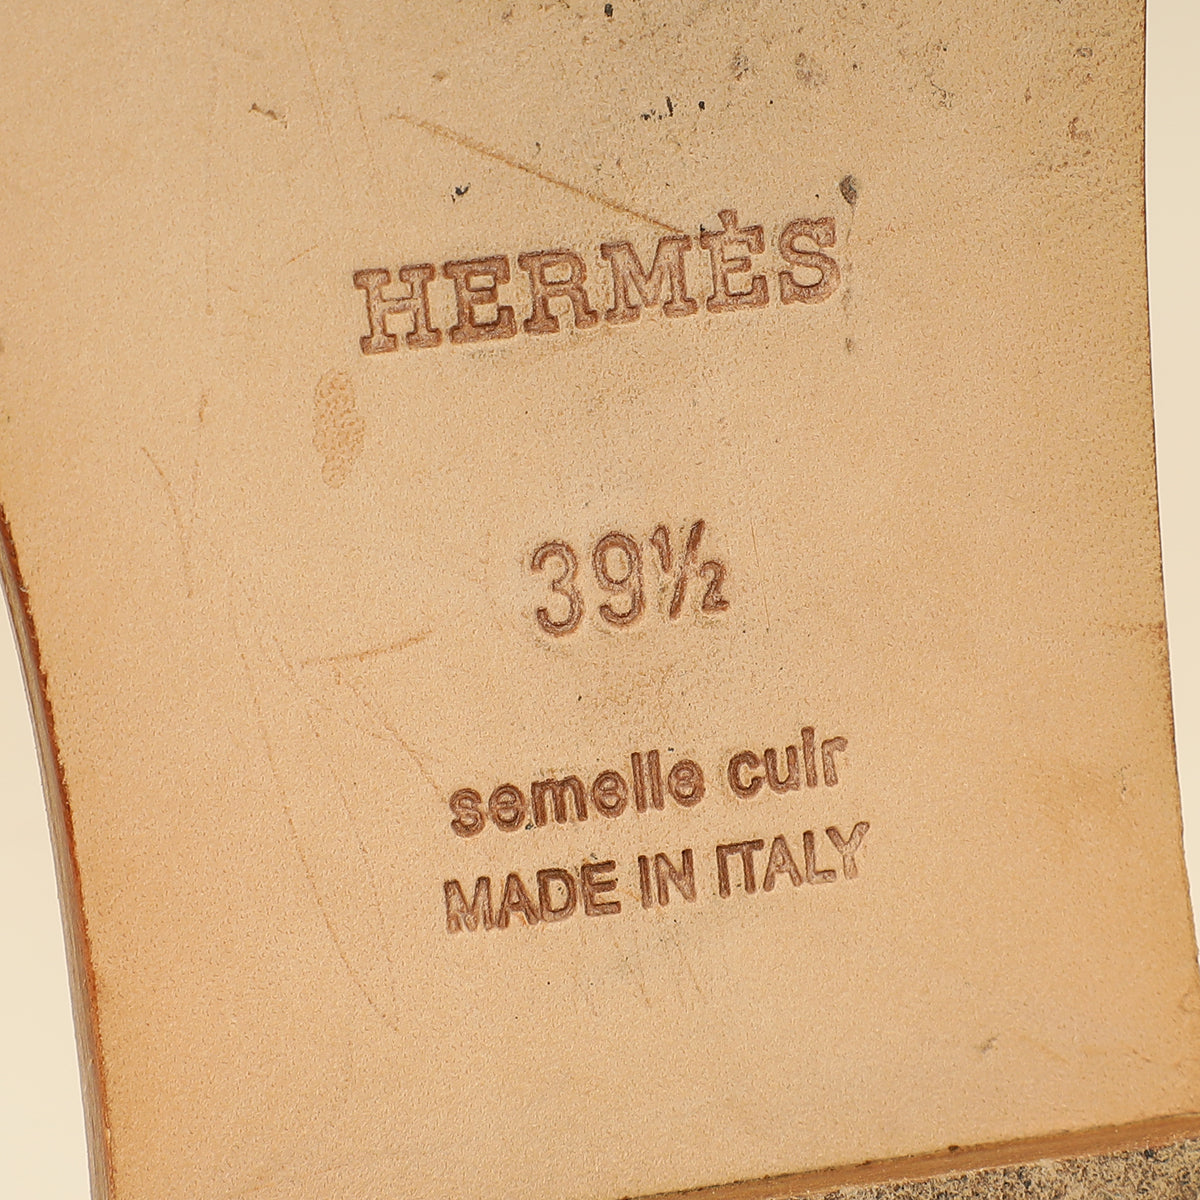 HERMÈS
39½
semelle cuir
MADE IN ITALY